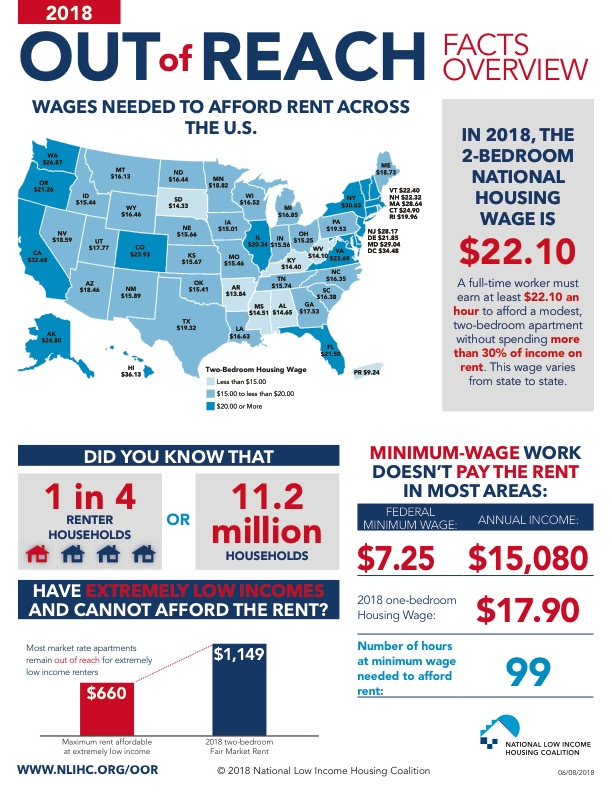 2018
OUT of REACH
FACTS
OVERVIEW
WAGES NEEDED TO AFFORD RENT ACROSS
THE U.S.
WA
$26.87
OR
$21.26
CA
$32.68
NV
$18.59
ID
$15.44
MT
$16.13
WY
$16.46
UT
$17.77
CO
$23.93
AZ
$18.46
NM
$15.89
ND
$16.44
SD
$14.33
NE
$15.66
KS
$15.67
OK
$15.41
TX
$19.32
MN
$18.82
IA
$15.01
MO
$15.46
AR
$13.84
LA
$16.63
WI
$16.52
IL
$20.34
MI
$16.85
IN
$15.56
OH
$15.25
KY
$14.40
TN
$15.74
MS
$14.51
AL
$14.65
GA
$17.53
FL
$21.50
SC
$16.38
NC
$16.35
VA
$23.69
WV
$14.10
PA
$19.53
NY
$30.03
ME
$18.73
VT $22.40
NH $22.32
MA $28.64
CT $24.90
RI $19.96
NJ $28.17
DE $21.85
MD $29.04
DC $34.48
AK
$24.80
HI
$36.13
PR $9.24
Two-Bedroom Housing Wage
Less than $15.00
$15.00 to less than $20.00
$20.00 or More
IN 2018, THE
2-BEDROOM
NATIONAL
HOUSING
WAGE IS
$22.10
A full-time worker must
earn at least $22.10 an
hour to afford a modest,
two-bedroom apartment
without spending more
than 30% of income on
rent. This wage varies
from state to state.
DID YOU KNOW THAT
1 in 4
RENTER
HOUSEHOLDS
OR
11.2
million
HOUSEHOLDS
HAVE EXTREMELY LOW INCOMES
AND CANNOT AFFORD THE RENT?
Most market rate apartments
remain out of reach for extremely
low income renters
$660
$1,149
Maximum rent affordable
at extremely low income
2018 two-bedroom
Fair Market Rent
MINIMUM-WAGE WORK
DOESN'T PAY THE RENT
IN MOST AREAS:
FEDERAL
MINIMUM WAGE:
ANNUAL INCOME:
$7.25
$15,080
2018 one-bedroom
Housing Wage:
$17.90
Number of hours
at minimum wage
needed to afford
rent:
99
NATIONAL LOW INCOME
HOUSING COALITION
WWW.NLIHC.ORG/OOR
© 2018 National Low Income Housing Coalition
06/08/2018